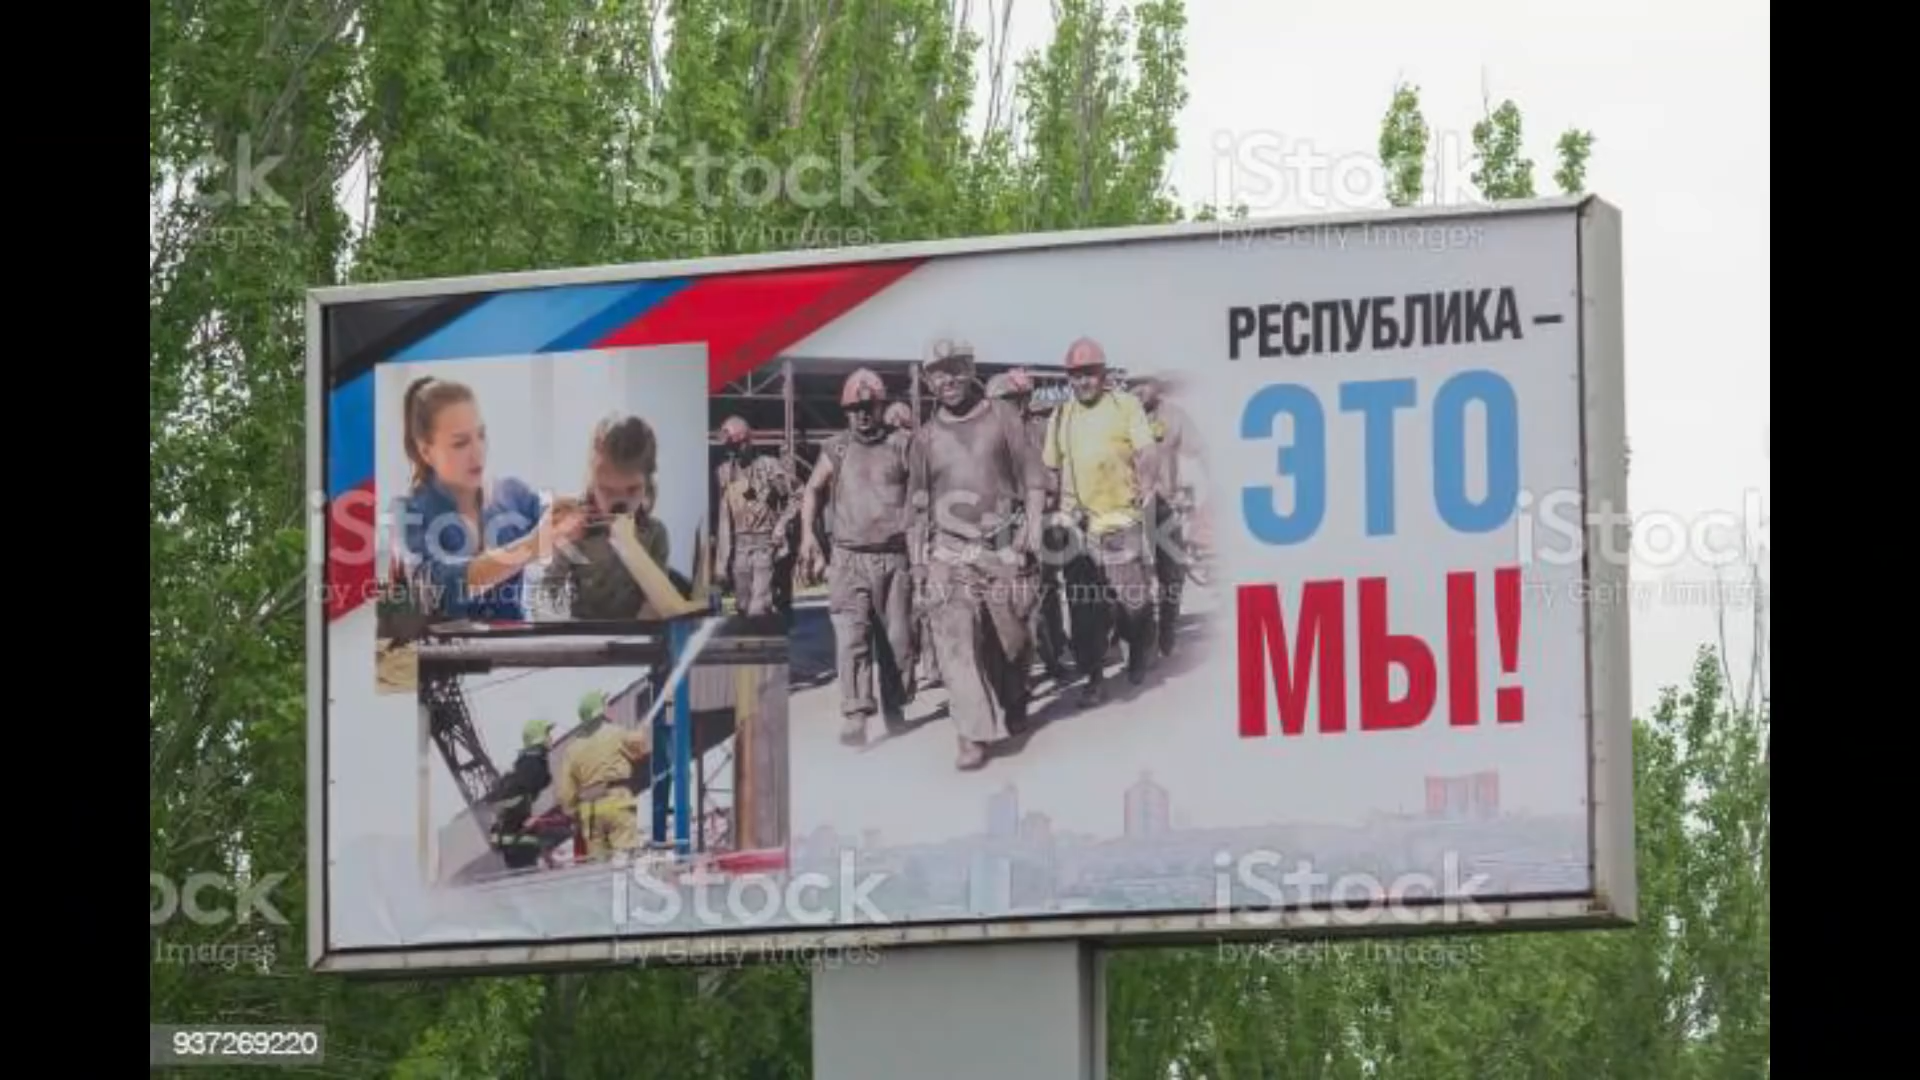 РЕСПУБЛИКА –
ЭТО
МЫ!
iStock
by Getty Images
937269220